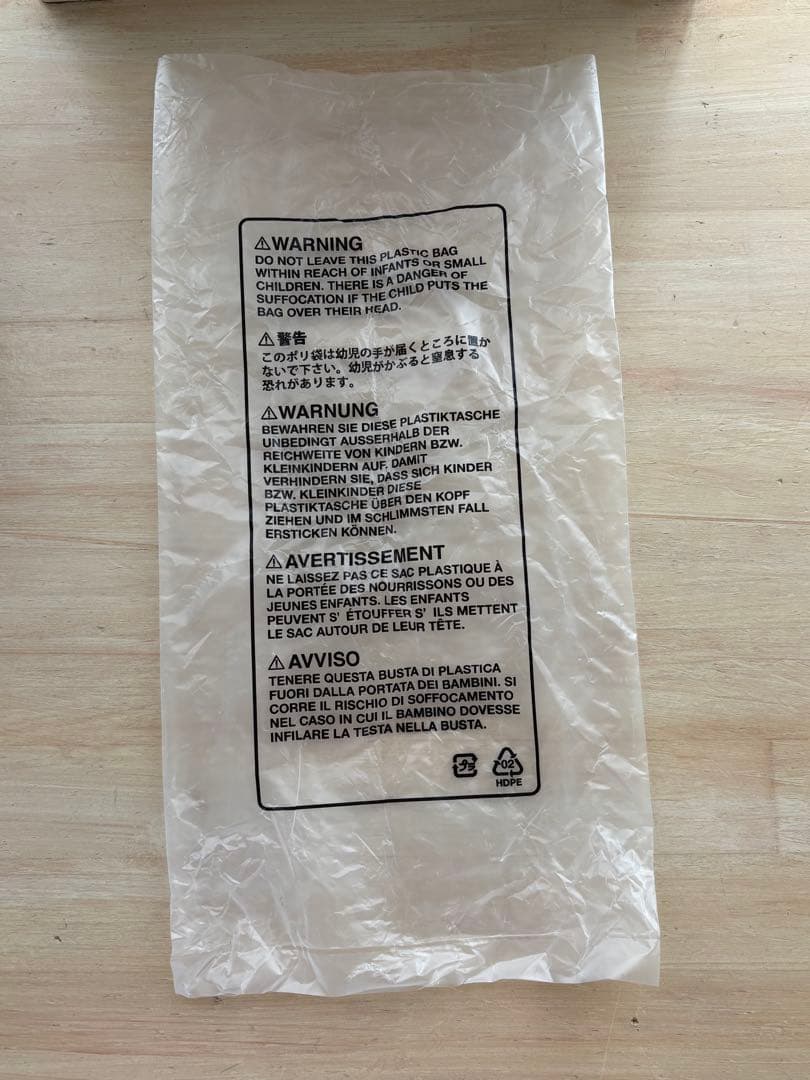 ⚠WARNING
DO NOT LEAVE THIS PLASTIC BAG
WITHIN REACH OF INFANTS OR SMALL
CHILDREN. THERE IS A DANGER OF
SUFFOCATION IF THE CHILD PUTS THE
BAG OVER THEIR HEAD.
⚠警告
このポリ袋は幼児の手が届くところに置か
ないで下さい。幼児がかぶると窒息する
恐れがあります。
⚠WARNUNG
BEWAHREN SIE DIESE PLASTIKTASCHE
UNBEDINGT AUSSERHALB DER
REICHWEITE VON KINDERN BZW.
KLEINKINDERN AUF. DAMIT
VERHINDERN SIE, DASS SICH KINDER
BZW. KLEINKINDER DIESE
PLASTIKTASCHE ÜBER DEN KOPF
ZIEHEN UND IM SCHLIMMSTEN FALL
ERSTICKEN KÖNNEN.
⚠AVERTISSEMENT
NE LAISSEZ PAS CE SAC PLASTIQUE À
LA PORTÉE DES NOURRISSONS OU DES
JEUNES ENFANTS. LES ENFANTS
PEUVENT S' ÉTOUFFER S' ILS METTENT
LE SAC AUTOUR DE LEUR TÊTE.
⚠AVVISO
TENERE QUESTA BUSTA DI PLASTICA
FUORI DALLA PORTATA DEI BAMBINI. SI
CORRE IL RISCHIO DI SOFFOCAMENTO
NEL CASO IN CUI IL BAMBINO DOVESSE
INFILARE LA TESTA NELLA BUSTA.
プラ 02
HDPE